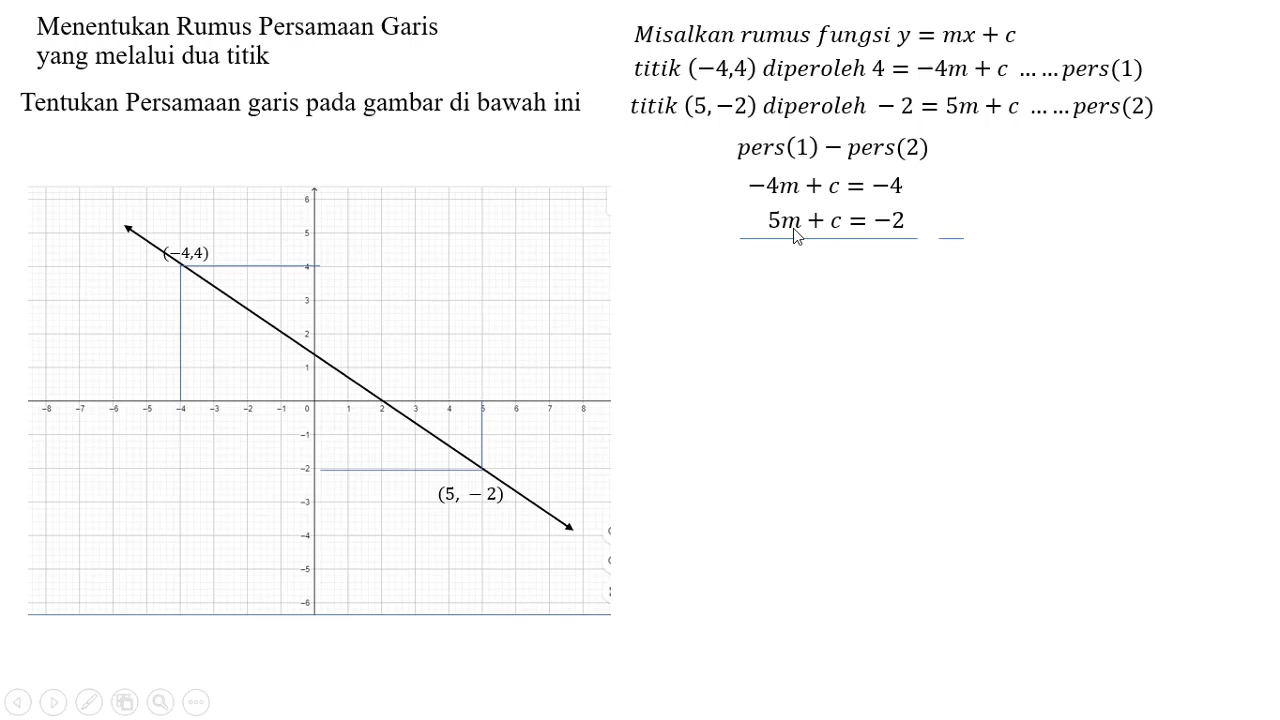 Menentukan Rumus Persamaan Garis
yang melalui dua titik
Tentukan Persamaan garis pada gambar di bawah ini
Misalkan rumus fungsi y = mx + c
titik (−4,4) diperoleh 4 = −4m + c ……pers(1)
titik (5,−2) diperoleh − 2 = 5m + c ……pers(2)
pers(1) − pers(2)
−4m + c = −4
5m + c = −2
6
5
(−4,4)
4
3
2
1
−8 −7 −6 −5 −4 −3 −2 −1 0 1 2 3 4 5 6 7 8
−1
−2
(5, − 2)
−3
−4
−5
−6